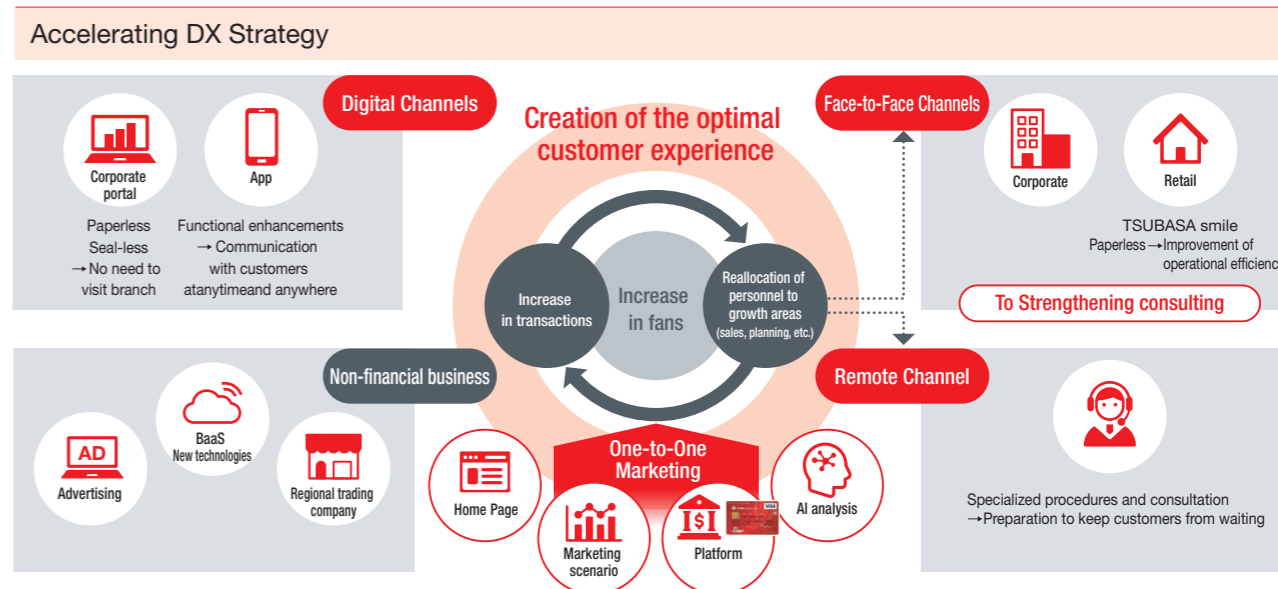 Accelerating DX Strategy
Digital Channels
Corporate
portal
App
Paperless
Seal-less
→No need to
visit branch
Functional enhancements
→ Communication
with customers
atanytimeand anywhere
Creation of the optimal
customer experience
Increase
in transactions
Increase
in fans
Reallocation of
personnel to
growth areas
(sales, planning, etc.)
Face-to-Face Channels
Corporate
Retail
TSUBASA smile
Paperless→Improvement of
operational efficienc
To Strengthening consulting
Non-financial business
AD
Advertising
BaaS
New technologies
Regional trading
company
One-to-One
Marketing
Home Page
Marketing
scenario
$
Platform
VISA
AI analysis
Remote Channel
Specialized procedures and consultation
→Preparation to keep customers from waiting